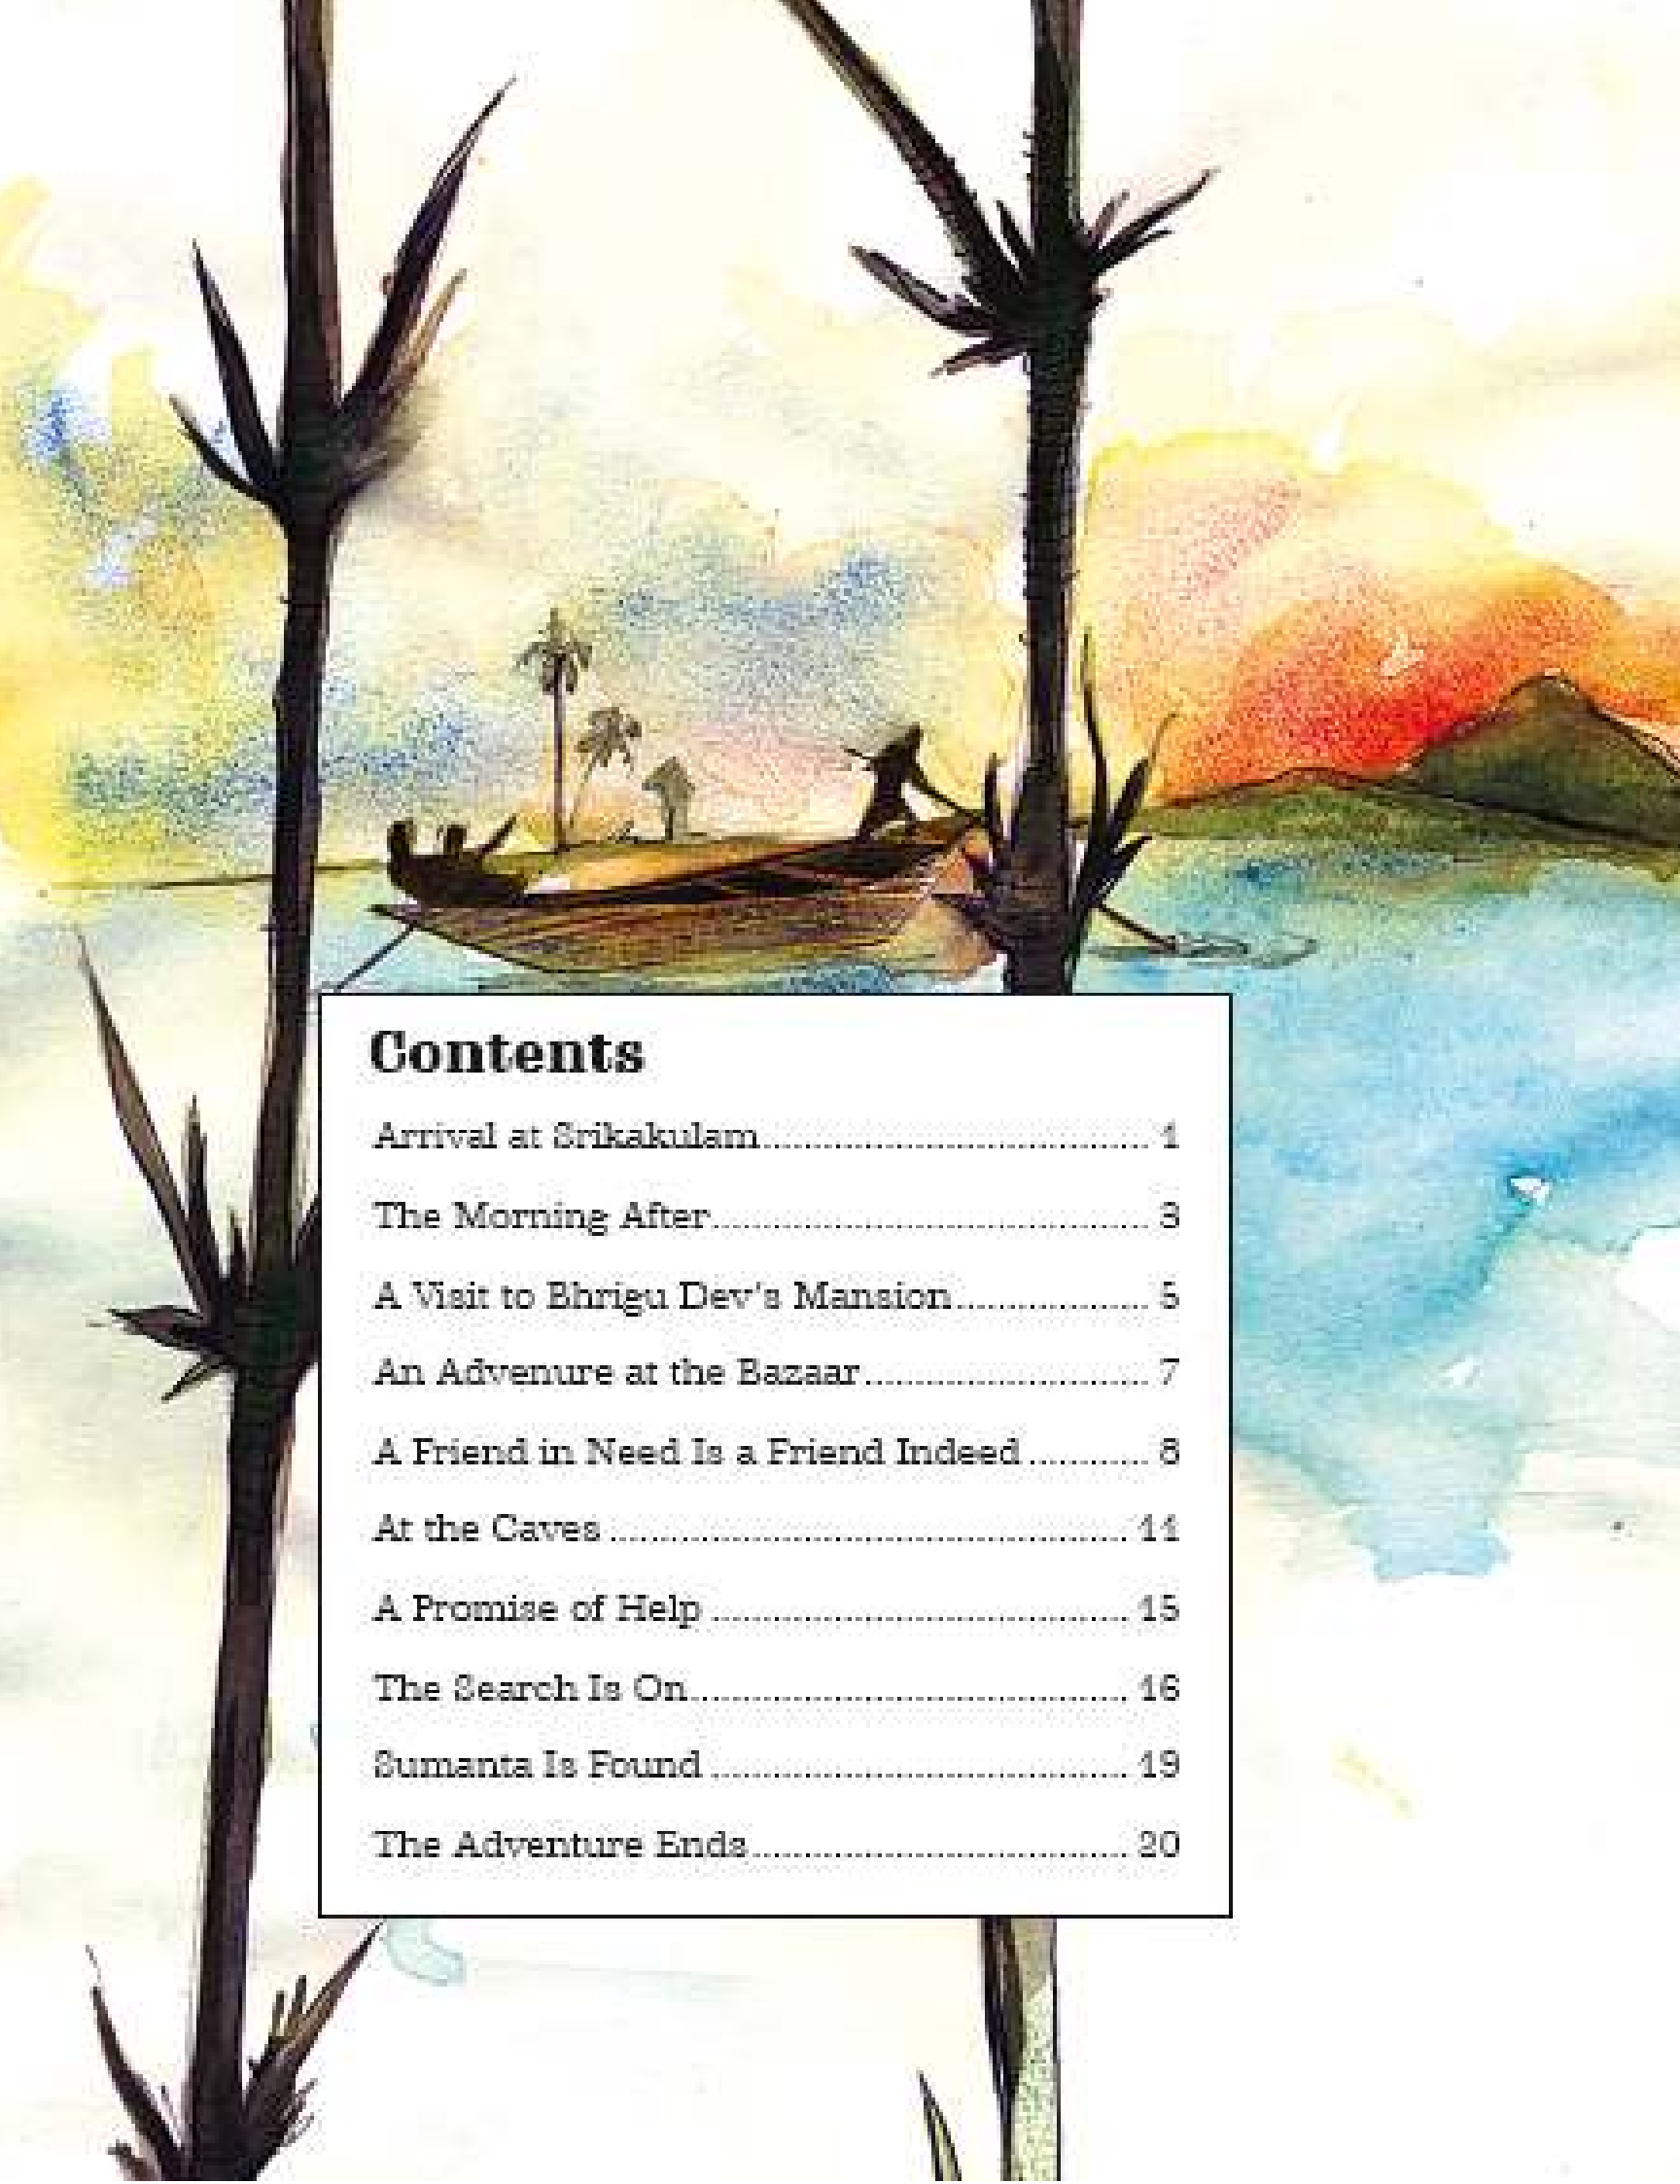 Contents
Arrival at Srikakulam 1
The Morning After 3
A Visit to Bhrigu Dev's Mansion 5
An Advenure at the Bazaar 7
A Friend in Need Is a Friend Indeed 8
At the Caves 11
A Promise of Help 15
The Search Is On 16
Sumanta Is Found 19
The Adventure Ends 20